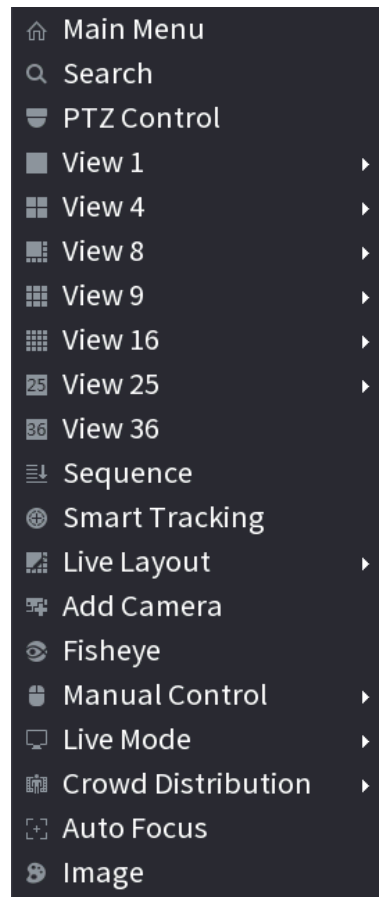 Main Menu
Search
PTZ Control
View 1
View 4
View 8
View 9
View 16
25 View 25
36 View 36
Sequence
Smart Tracking
Live Layout
Add Camera
Fisheye
Manual Control
Live Mode
Crowd Distribution
Auto Focus
Image